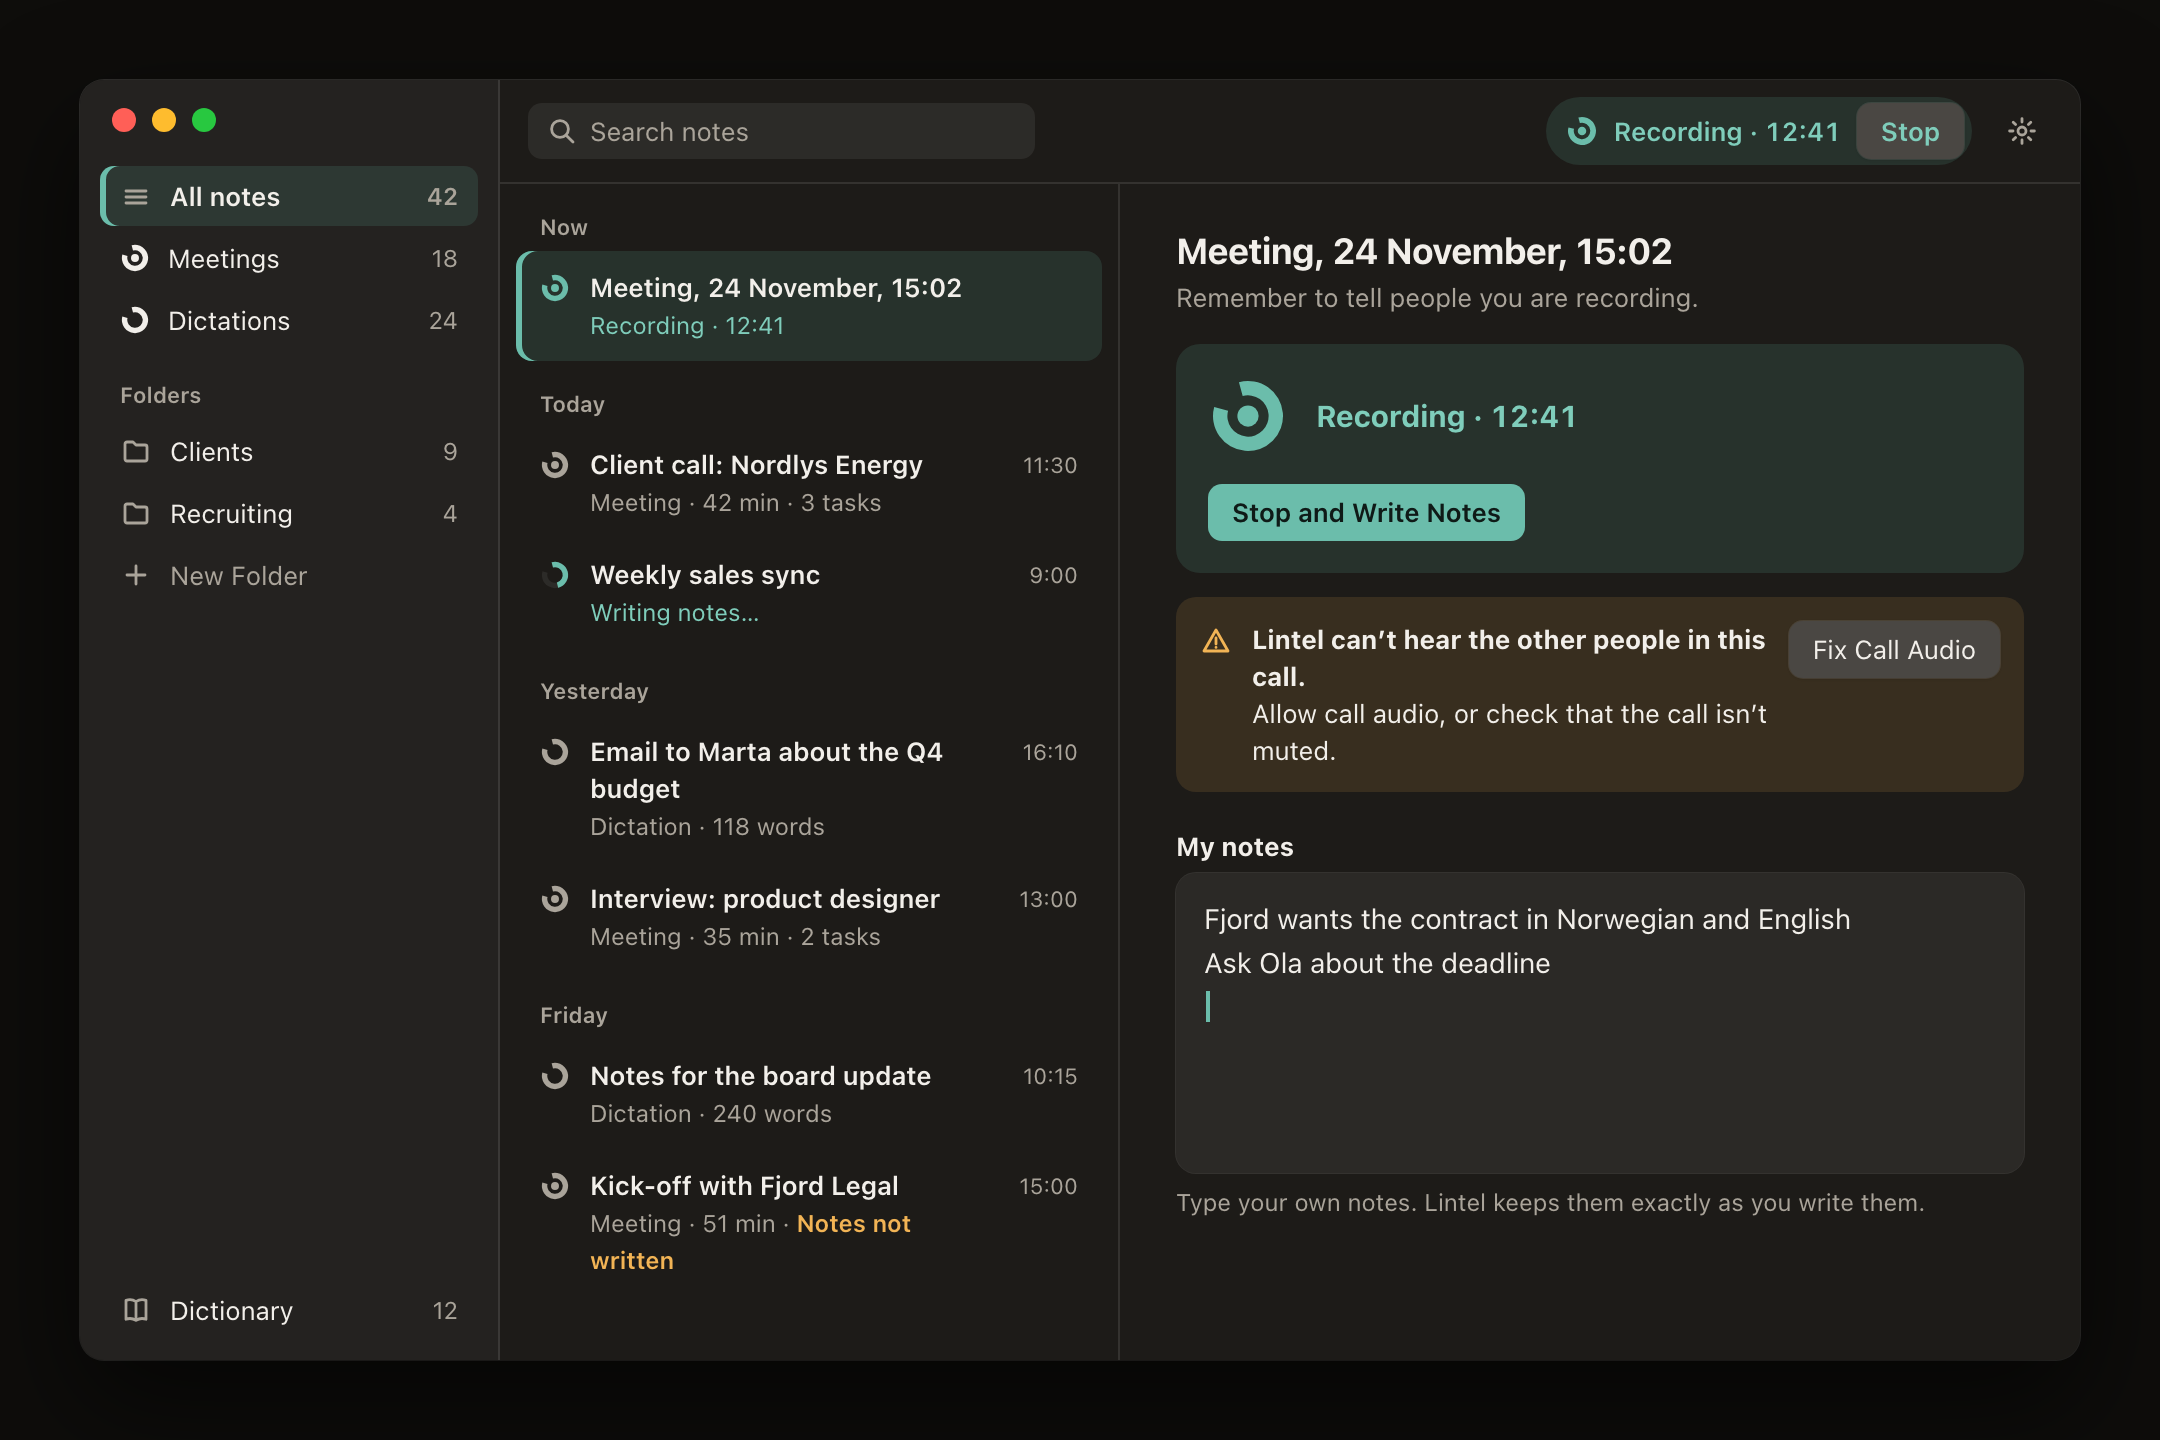 Search notes
Recording · 12:41
Stop
All notes 42
Meetings 18
Dictations 24
Folders
Clients 9
Recruiting 4
New Folder
Dictionary 12
Now
Meeting, 24 November, 15:02
Recording · 12:41
Today
Client call: Nordlys Energy 11:30
Meeting · 42 min · 3 tasks
Weekly sales sync 9:00
Writing notes…
Yesterday
Email to Marta about the Q4 16:10
budget
Dictation · 118 words
Interview: product designer 13:00
Meeting · 35 min · 2 tasks
Friday
Notes for the board update 10:15
Dictation · 240 words
Kick-off with Fjord Legal 15:00
Meeting · 51 min · Notes not
written
Meeting, 24 November, 15:02
Remember to tell people you are recording.
Recording · 12:41
Stop and Write Notes
Lintel can’t hear the other people in this
call.
Allow call audio, or check that the call isn’t
muted.
Fix Call Audio
My notes
Fjord wants the contract in Norwegian and English
Ask Ola about the deadline
Type your own notes. Lintel keeps them exactly as you write them.